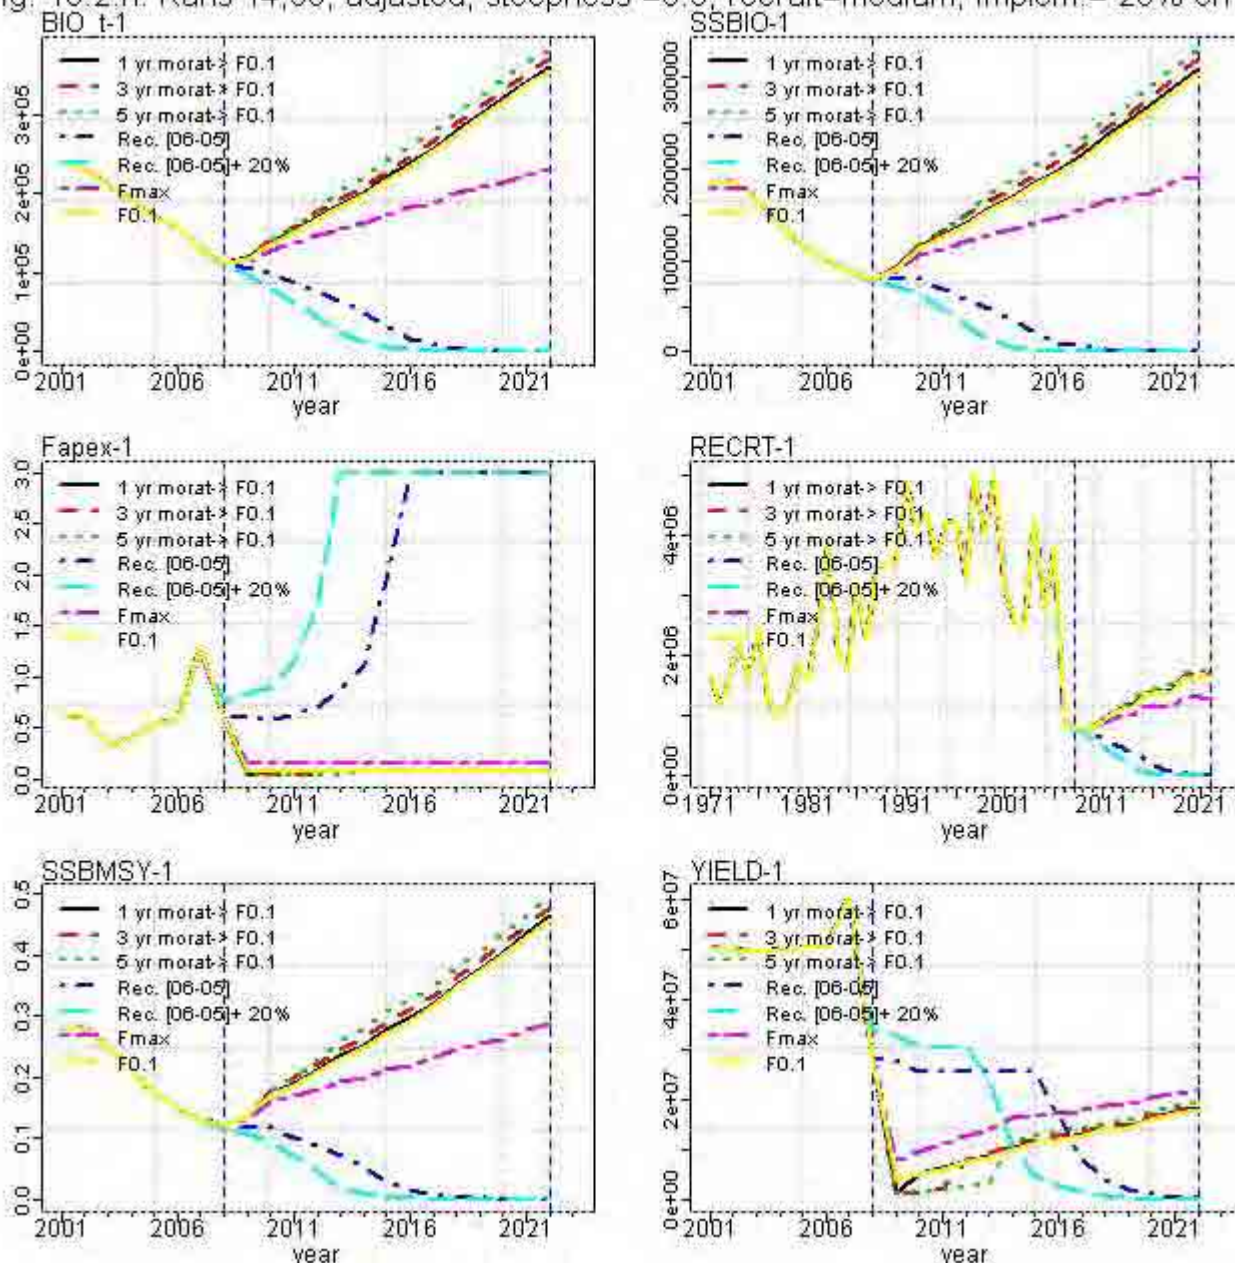 Runs 14,00, adjusted, steepness =0.9, recruit=medium, implem.= 20% err
BIO_t-1
1 yr morat-> F0.1
3 yr morat-> F0.1
5 yr morat-> F0.1
Rec. [06-05]
Rec. [06-05]+ 20%
Fmax
F0.1
0e+00 1e+05 2e+05 3e+05
2001 2006 2011 2016 2021
year
SSBIO-1
1 yr morat-> F0.1
3 yr morat-> F0.1
5 yr morat-> F0.1
Rec. [06-05]
Rec. [06-05]+ 20%
Fmax
F0.1
0 100000 200000 300000
2001 2006 2011 2016 2021
year
Fapex-1
1 yr morat-> F0.1
3 yr morat-> F0.1
5 yr morat-> F0.1
Rec. [06-05]
Rec. [06-05]+ 20%
Fmax
F0.1
0.0 0.5 1.0 1.5 2.0 2.5 3.0
2001 2006 2011 2016 2021
year
RECRT-1
1 yr morat-> F0.1
3 yr morat-> F0.1
5 yr morat-> F0.1
Rec. [06-05]
Rec. [06-05]+ 20%
Fmax
F0.1
0e+00 2e+06 4e+06
1971 1981 1991 2001 2011 2021
year
SSBMSY-1
1 yr morat-> F0.1
3 yr morat-> F0.1
5 yr morat-> F0.1
Rec. [06-05]
Rec. [06-05]+ 20%
Fmax
F0.1
0.0 0.1 0.2 0.3 0.4 0.5
2001 2006 2011 2016 2021
year
YIELD-1
1 yr morat-> F0.1
3 yr morat-> F0.1
5 yr morat-> F0.1
Rec. [06-05]
Rec. [06-05]+ 20%
Fmax
F0.1
0e+00 2e+07 4e+07 6e+07
2001 2006 2011 2016 2021
year